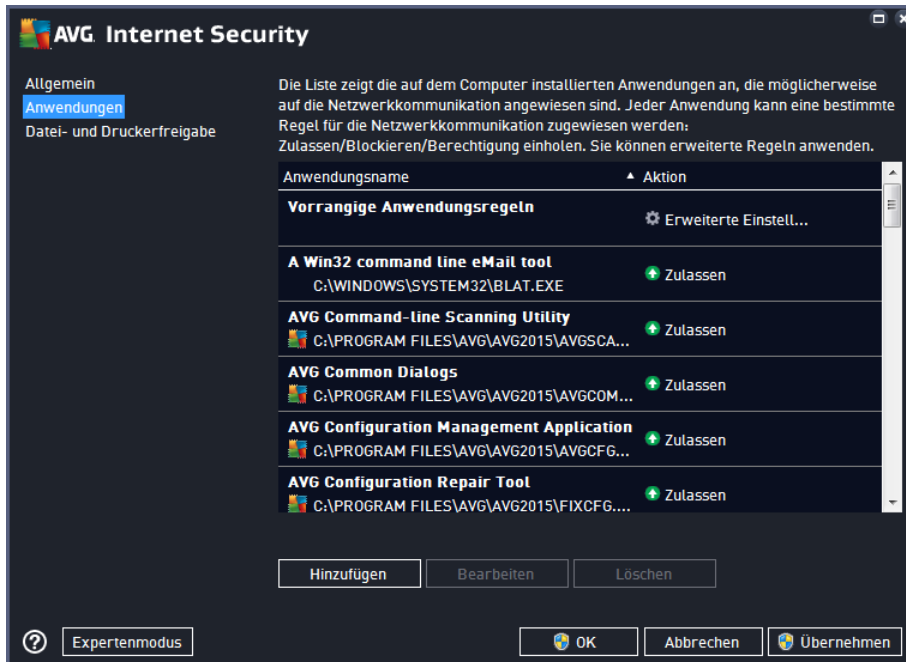 AVG Internet Security
Allgemein
Anwendungen
Datei- und Druckerfreigabe
Die Liste zeigt die auf dem Computer installierten Anwendungen an, die möglicherweise
auf die Netzwerkkommunikation angewiesen sind. Jeder Anwendung kann eine bestimmte
Regel für die Netzwerkkommunikation zugewiesen werden:
Zulassen/Blockieren/Berechtigung einholen. Sie können erweiterte Regeln anwenden.
Anwendungsname Aktion
Vorrangige Anwendungsregeln
Erweiterte Einstell...
A Win32 command line eMail tool
C:\WINDOWS\SYSTEM32\BLAT.EXE
Zulassen
AVG Command-line Scanning Utility
C:\PROGRAM FILES\AVG\AVG2015\AVGSCA...
Zulassen
AVG Common Dialogs
C:\PROGRAM FILES\AVG\AVG2015\AVGCOM...
Zulassen
AVG Configuration Management Application
C:\PROGRAM FILES\AVG\AVG2015\AVGCFG...
Zulassen
AVG Configuration Repair Tool
C:\PROGRAM FILES\AVG\AVG2015\FIXCFG....
Zulassen
Hinzufügen Bearbeiten Löschen
? Expertenmodus OK Abbrechen Übernehmen